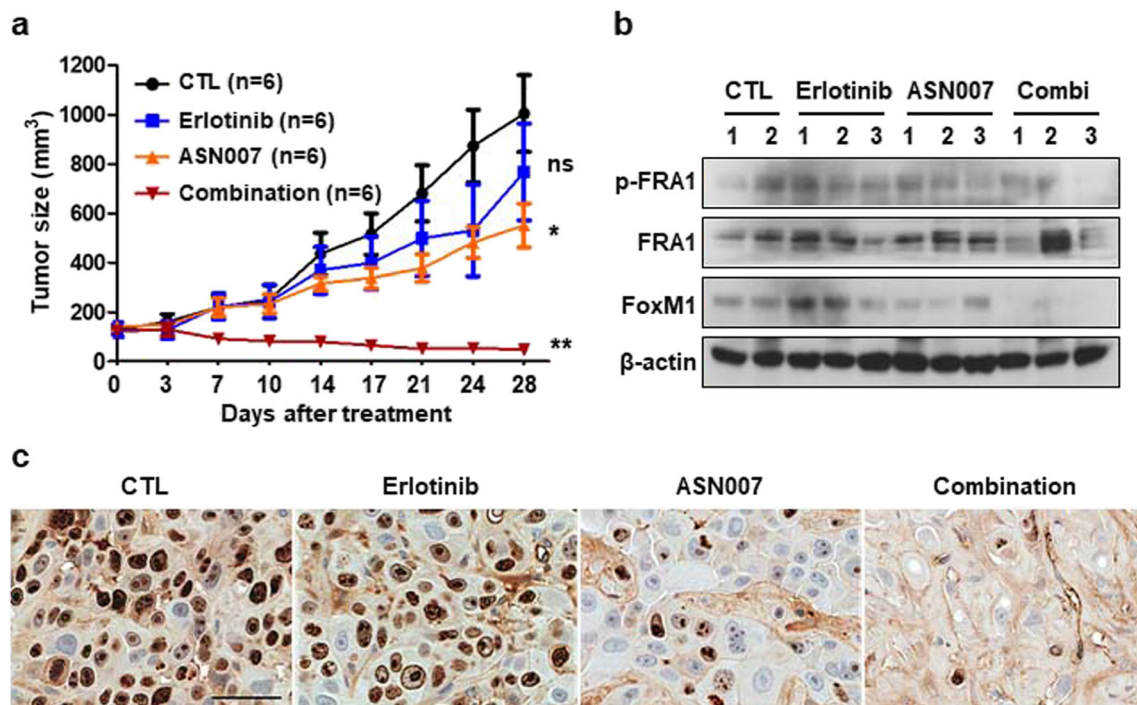 a
1200
1000
800
600
400
200
0
Tumor size (mm³)
CTL (n=6)
Erlotinib (n=6)
ASN007 (n=6)
Combination (n=6)
ns
*
**
0 3 7 10 14 17 21 24 28
Days after treatment
b
CTL Erlotinib ASN007 Combi
1 2 1 2 3 1 2 3 1 2 3
p-FRA1
FRA1
FoxM1
β-actin
c
CTL Erlotinib ASN007 Combination